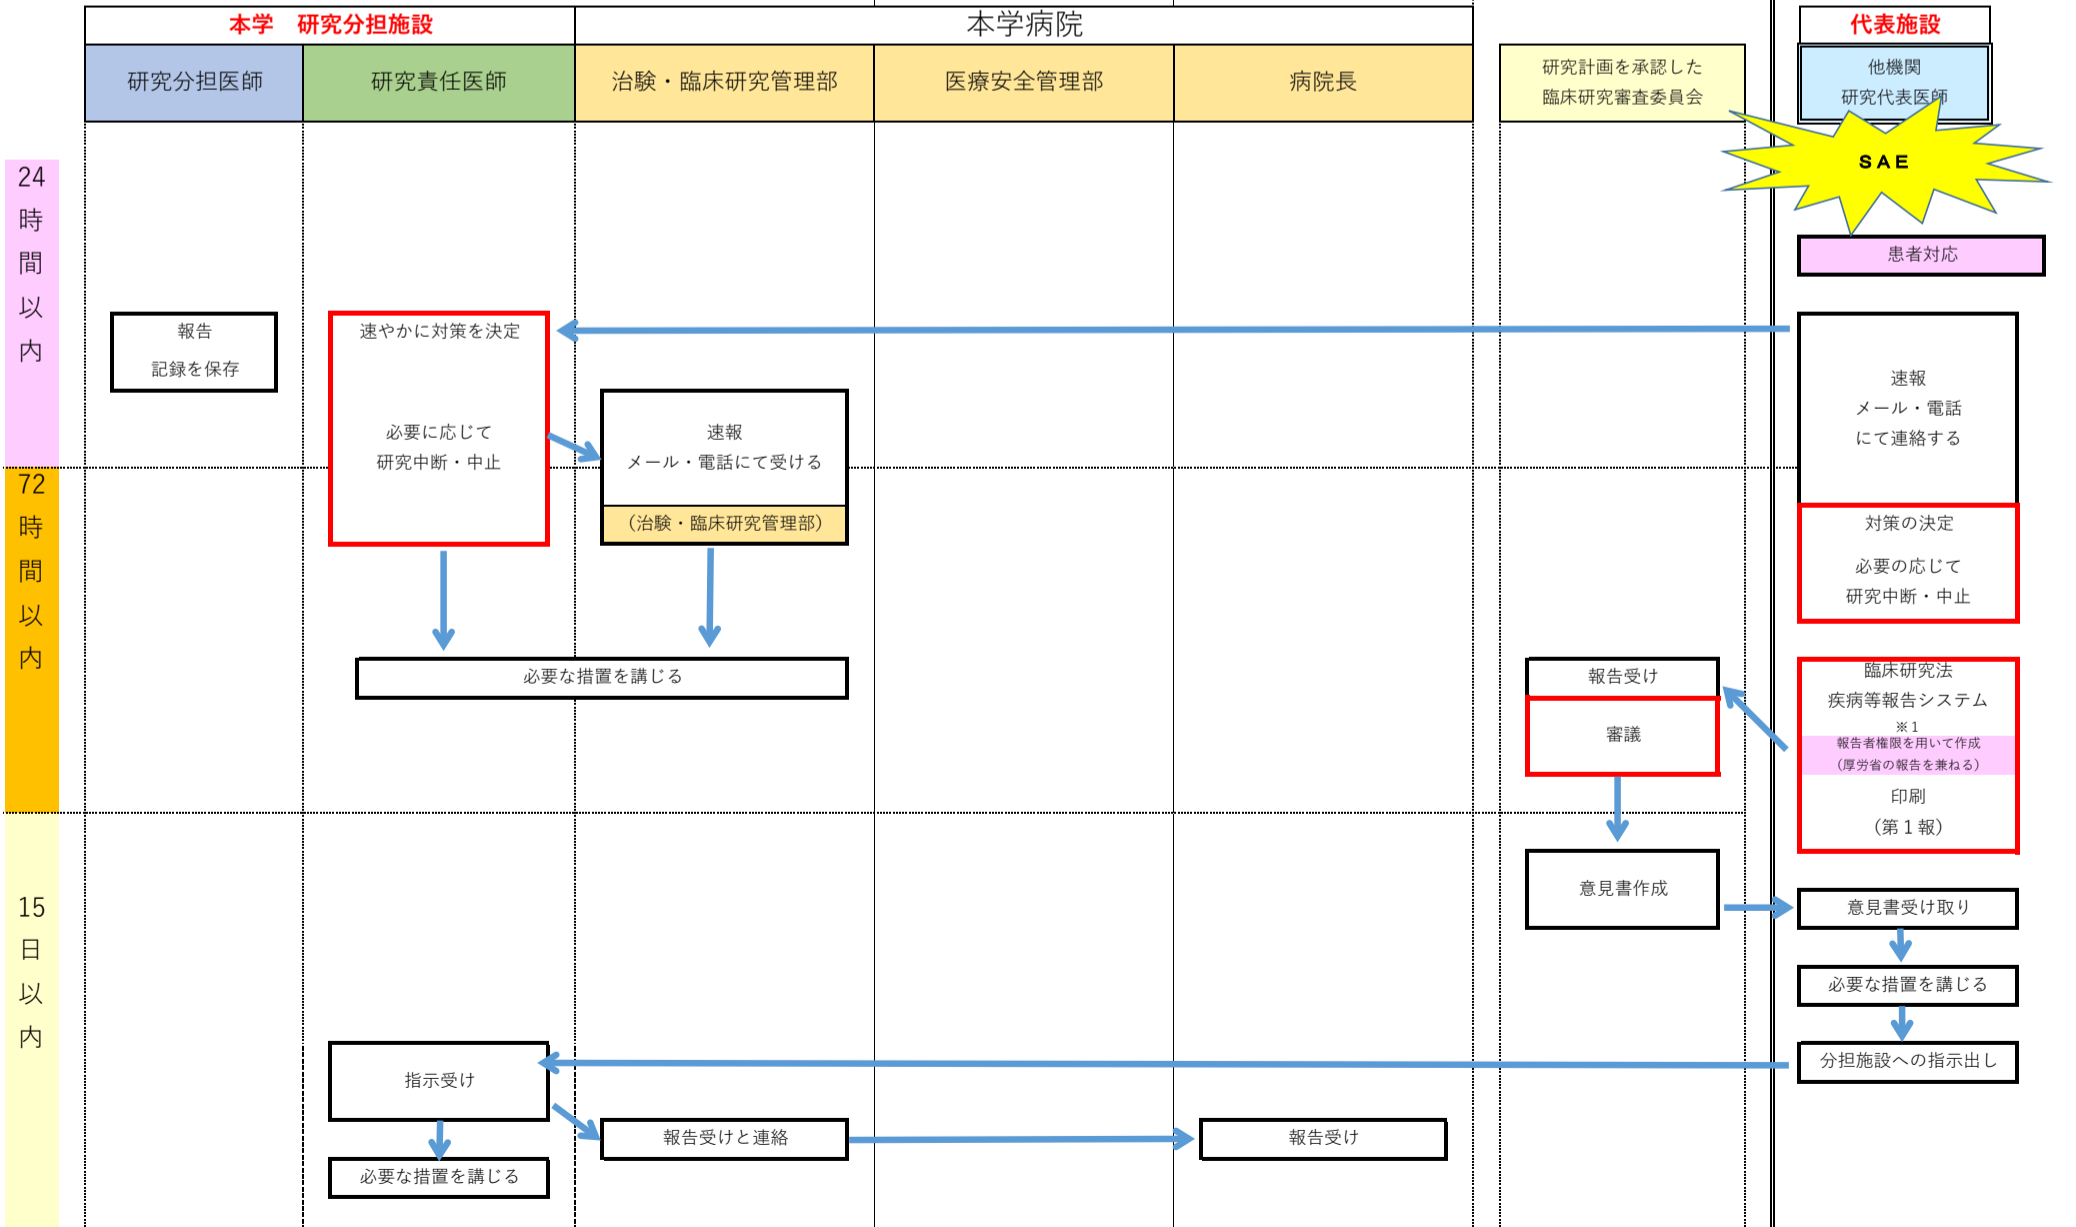 本学　研究分担施設
本学病院
代表施設
研究分担医師
研究責任医師
治験・臨床研究管理部
医療安全管理部
病院長
研究計画を承認した
臨床研究審査委員会
他機関
研究代表医師
SAE
24
時
間
以
内
患者対応
報告
記録を保存
速やかに対策を決定
必要に応じて
研究中断・中止
速報
メール・電話にて受ける
（治験・臨床研究管理部）
速報
メール・電話
にて連絡する
72
時
間
以
内
対策の決定
必要の応じて
研究中断・中止
必要な措置を講じる
報告受け
審議
臨床研究法
疾病等報告システム
※１
報告者権限を用いて作成
（厚労省の報告を兼ねる）
印刷
（第１報）
15
日
以
内
意見書作成
意見書受け取り
必要な措置を講じる
分担施設への指示出し
指示受け
報告受けと連絡
報告受け
必要な措置を講じる